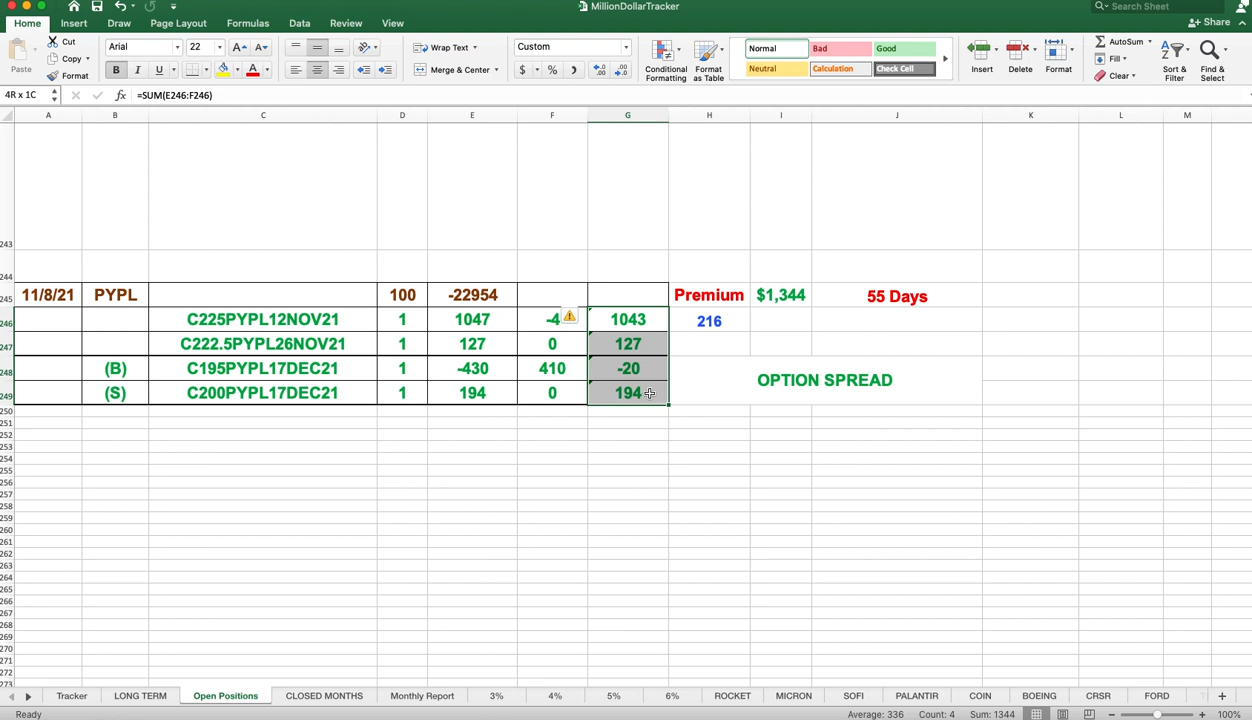 MillionDollarTracker
Search Sheet
Home Insert Draw Page Layout Formulas Data Review View
Share
Paste
Cut
Copy
Format
Arial 22
B I U
Wrap Text
Merge & Center
Custom
$ %
Conditional Formatting
Format as Table
Normal Bad Good
Neutral Calculation Check Cell
Insert Delete Format
AutoSum
Fill
Clear
Sort & Filter
Find & Select
4R x 1C fx =SUM(E246:F246)
A B C D E F G H I J K L M
243
244
245 11/8/21 PYPL 100 -22954 Premium $1,344 55 Days
246 C225PYPL12NOV21 1 1047 -4 1043 216
247 C222.5PYPL26NOV21 1 127 0 127
248 (B) C195PYPL17DEC21 1 -430 410 -20
OPTION SPREAD
249 (S) C200PYPL17DEC21 1 194 0 194
250
251
252
253
254
255
256
257
258
259
260
261
262
263
264
265
266
267
268
269
270
271
272
273
Tracker LONG TERM Open Positions CLOSED MONTHS Monthly Report 3% 4% 5% 6% ROCKET MICRON SOFI PALANTIR COIN BOEING CRSR FORD
Ready Average: 336 Count: 4 Sum: 1344 100%